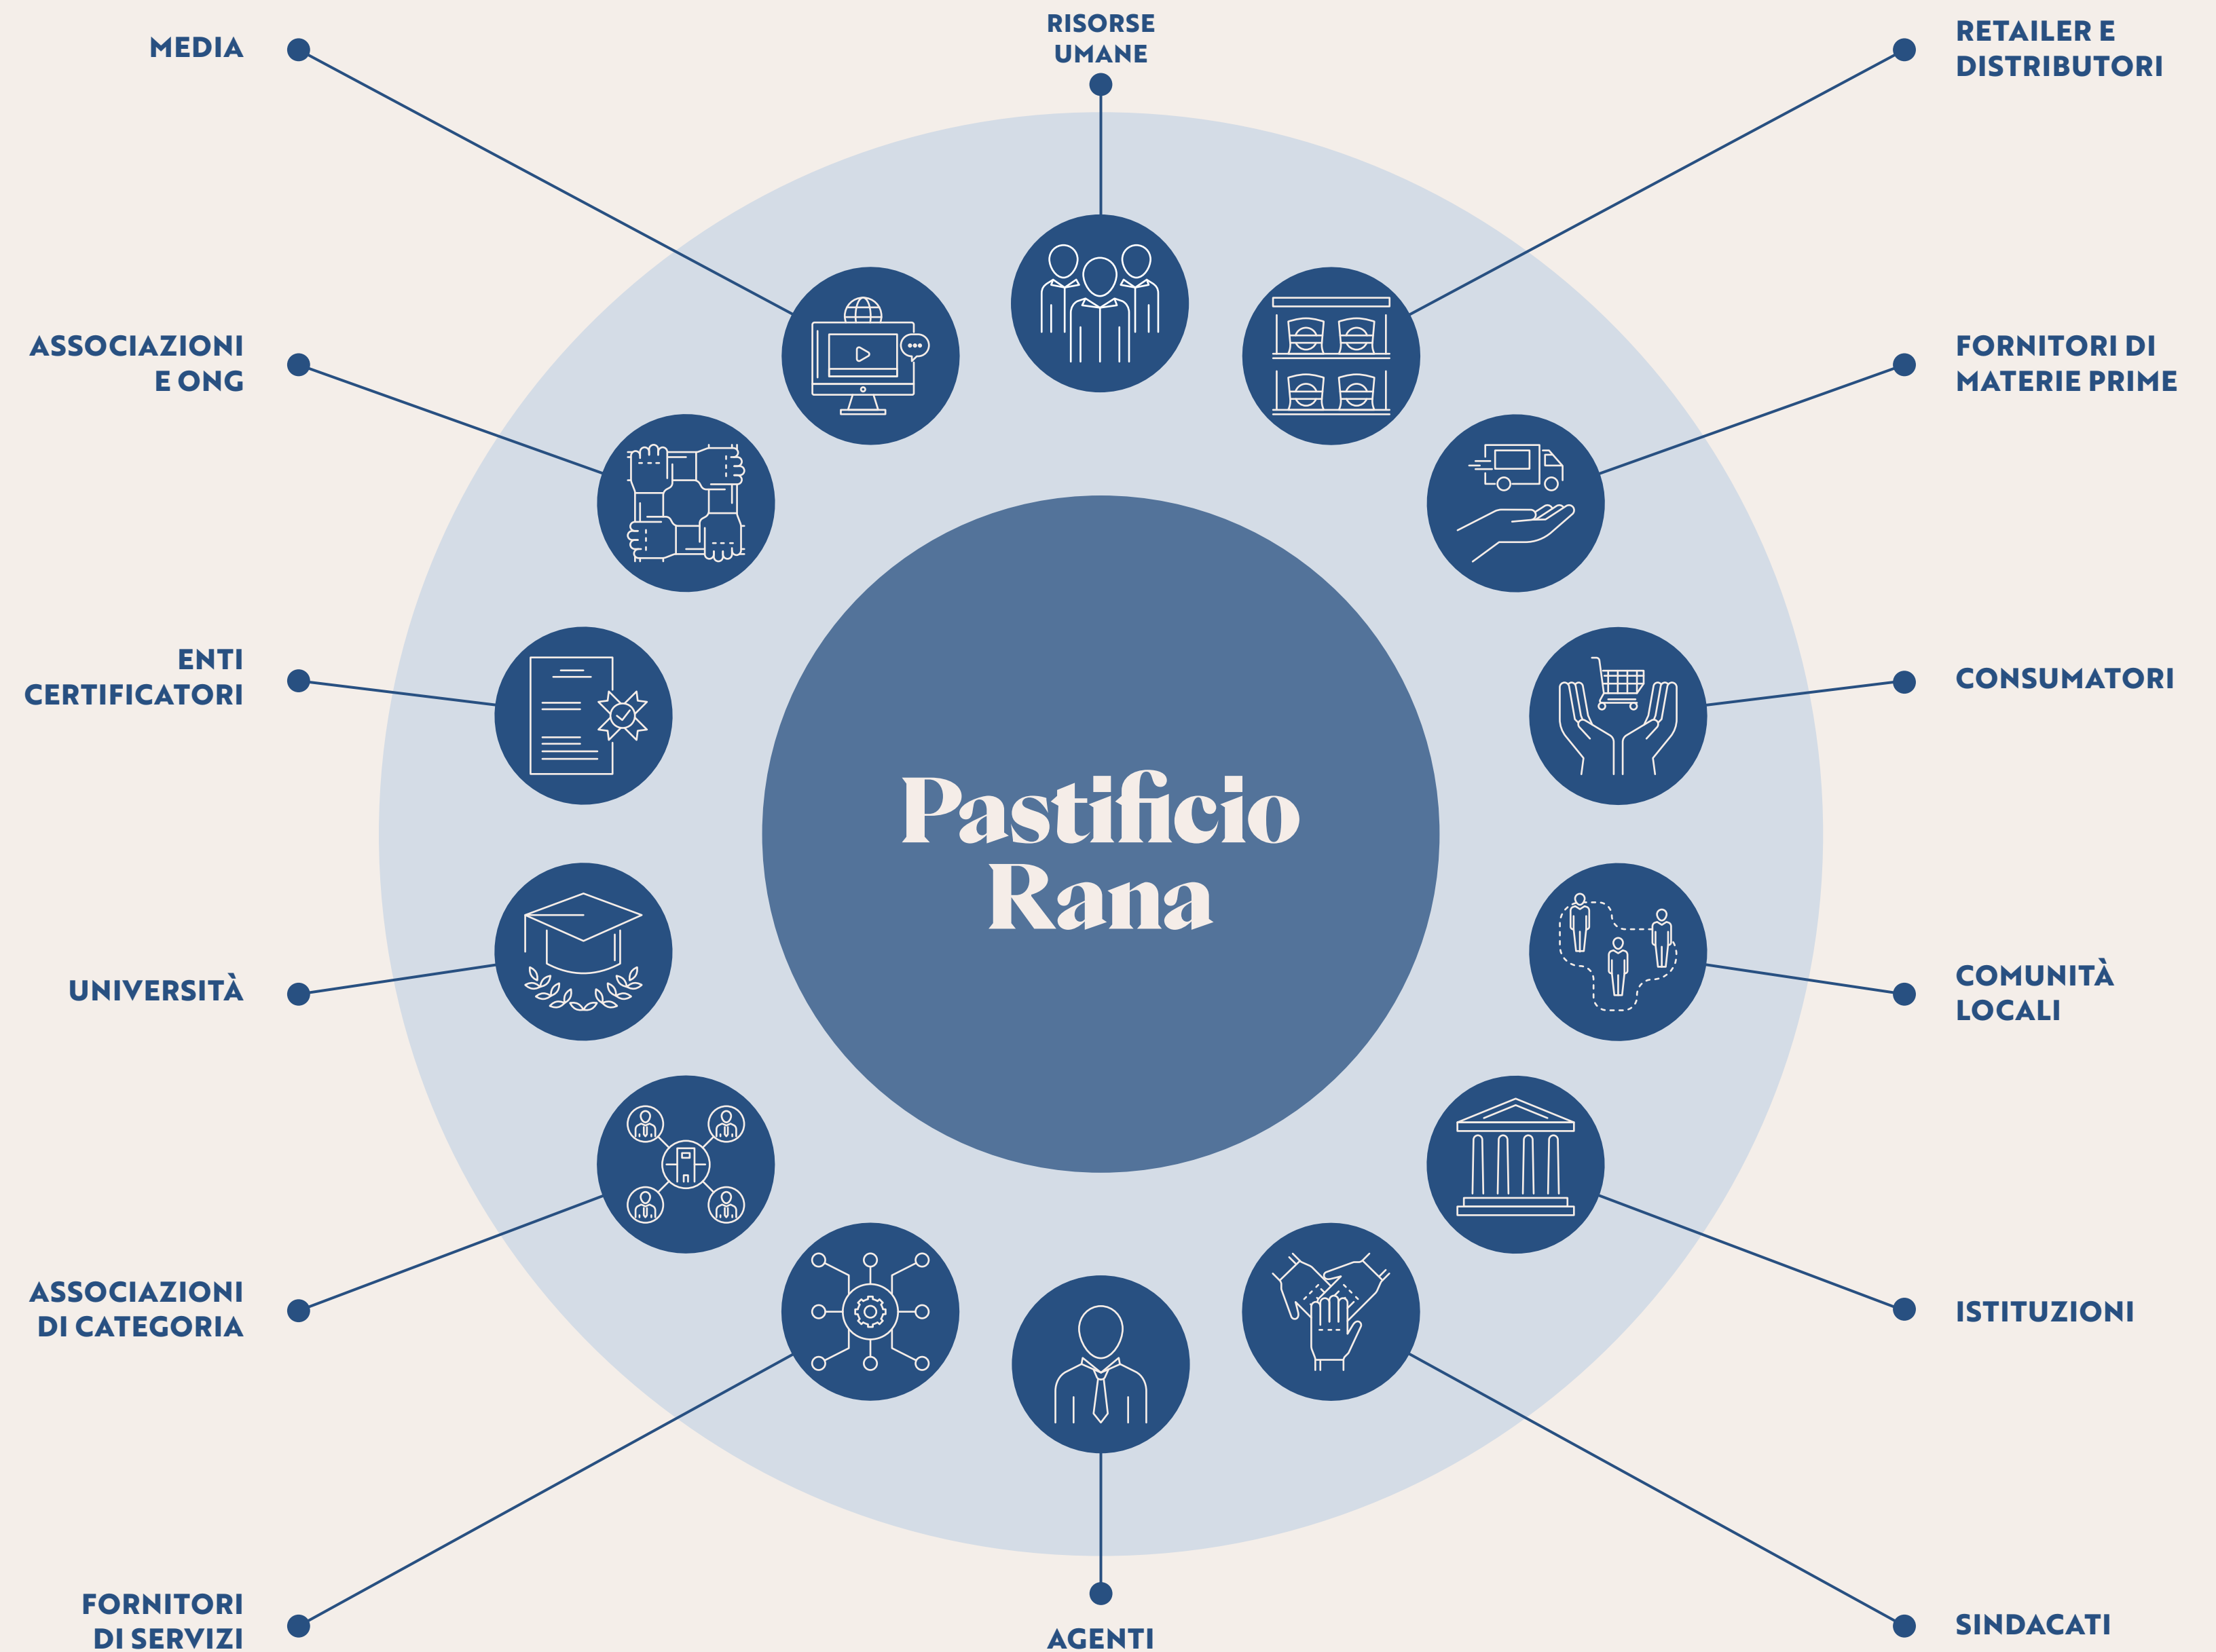 RISORSE
UMANE
MEDIA
RETAILER E
DISTRIBUTORI
ASSOCIAZIONI
E ONG
FORNITORI DI
MATERIE PRIME
ENTI
CERTIFICATORI
CONSUMATORI
Pastificio
Rana
UNIVERSITÀ
COMUNITÀ
LOCALI
ASSOCIAZIONI
DI CATEGORIA
ISTITUZIONI
FORNITORI
DI SERVIZI
AGENTI
SINDACATI